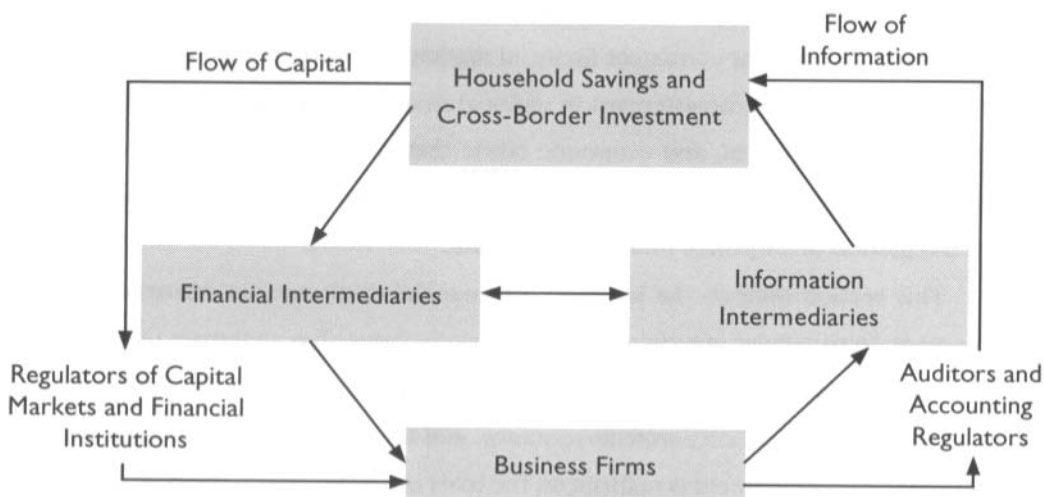 Flow of
Information
Flow of Capital
Household Savings and
Cross-Border Investment
Financial Intermediaries
Information
Intermediaries
Regulators of Capital
Markets and Financial
Institutions
Auditors and
Accounting
Regulators
Business Firms